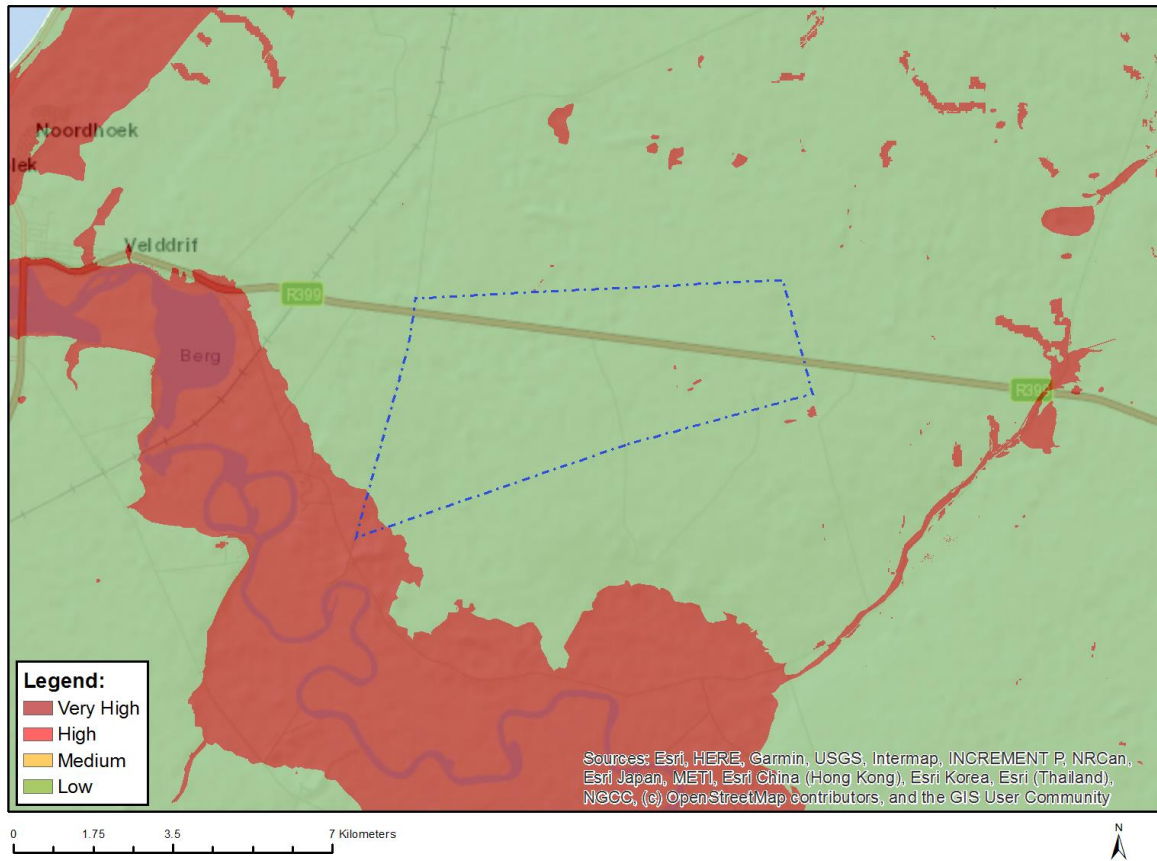 Noordhoek
lek
Velddrif
R399
Berg
R399
Legend:
Very High
High
Medium
Low
Sources: Esri, HERE, Garmin, USGS, Intermap, INCREMENT P, NRCan,
Esri Japan, METI, Esri China (Hong Kong), Esri Korea, Esri (Thailand),
NGCC, (c) OpenStreetMap contributors, and the GIS User Community
0 1.75 3.5 7 Kilometers
N